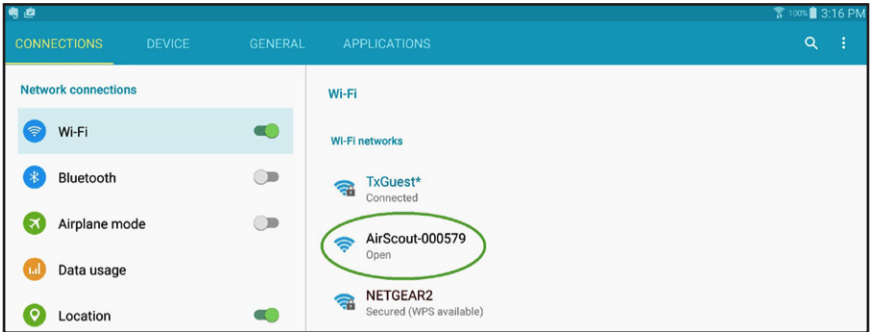 100% 3:16 PM
CONNECTIONS DEVICE GENERAL APPLICATIONS
Network connections
Wi-Fi
Bluetooth
Airplane mode
Data usage
Location
Wi-Fi
Wi-Fi networks
TxGuest*
Connected
AirScout-000579
Open
NETGEAR2
Secured (WPS available)